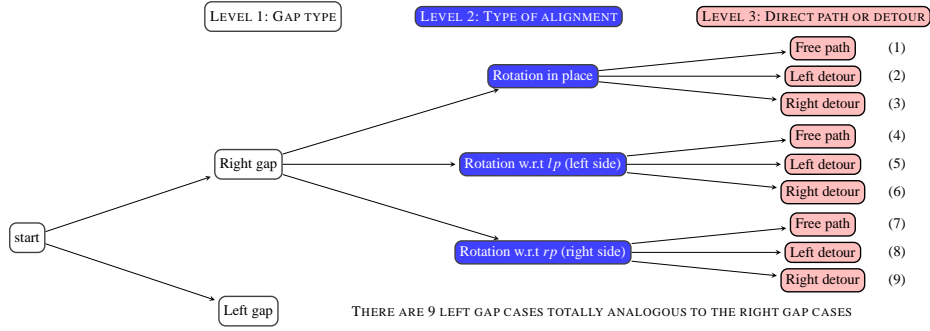 LEVEL 1: GAP TYPE
LEVEL 2: TYPE OF ALIGNMENT
LEVEL 3: DIRECT PATH OR DETOUR
Free path (1)
Rotation in place Left detour (2)
Right detour (3)
Free path (4)
Right gap Rotation w.r.t lp (left side) Left detour (5)
Right detour (6)
Free path (7)
start
Rotation w.r.t rp (right side) Left detour (8)
Right detour (9)
Left gap
THERE ARE 9 LEFT GAP CASES TOTALLY ANALOGOUS TO THE RIGHT GAP CASES